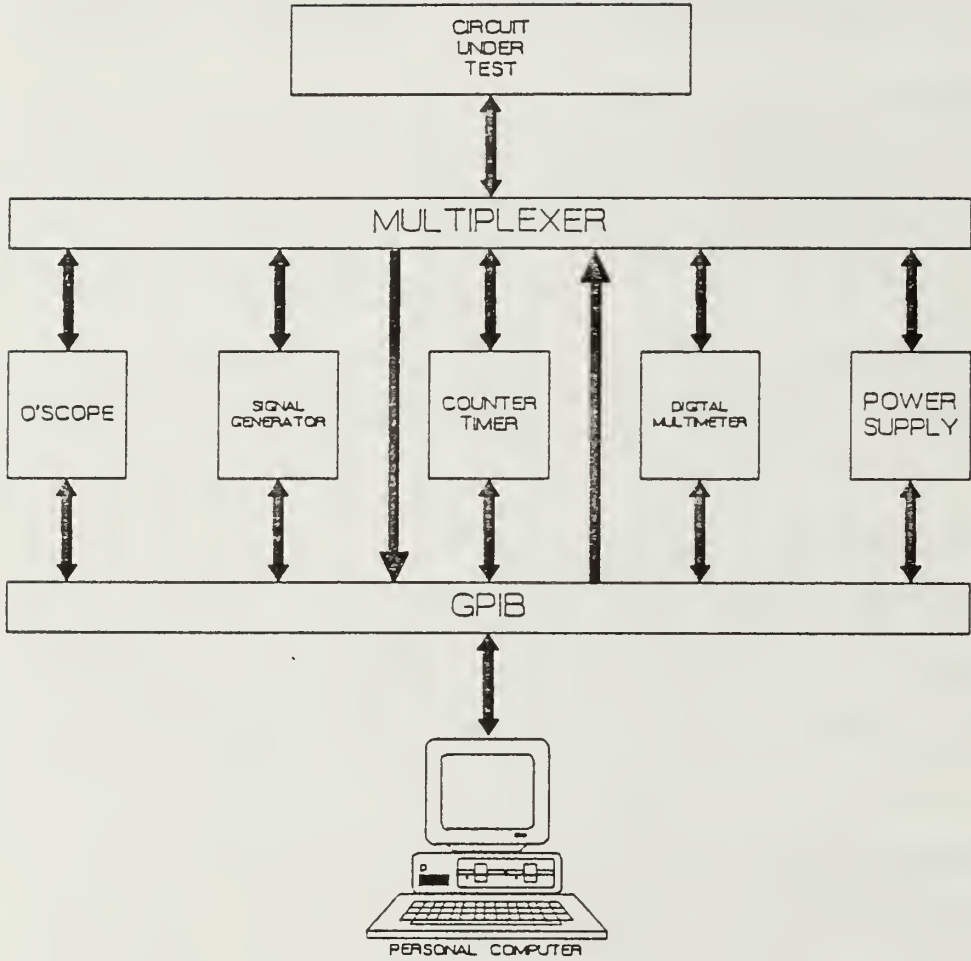 CIRCUIT
UNDER
TEST
MULTIPLEXER
O'SCOPE
SIGNAL
GENERATOR
COUNTER
TIMER
DIGITAL
MULTIMETER
POWER
SUPPLY
GPIB
PERSONAL COMPUTER